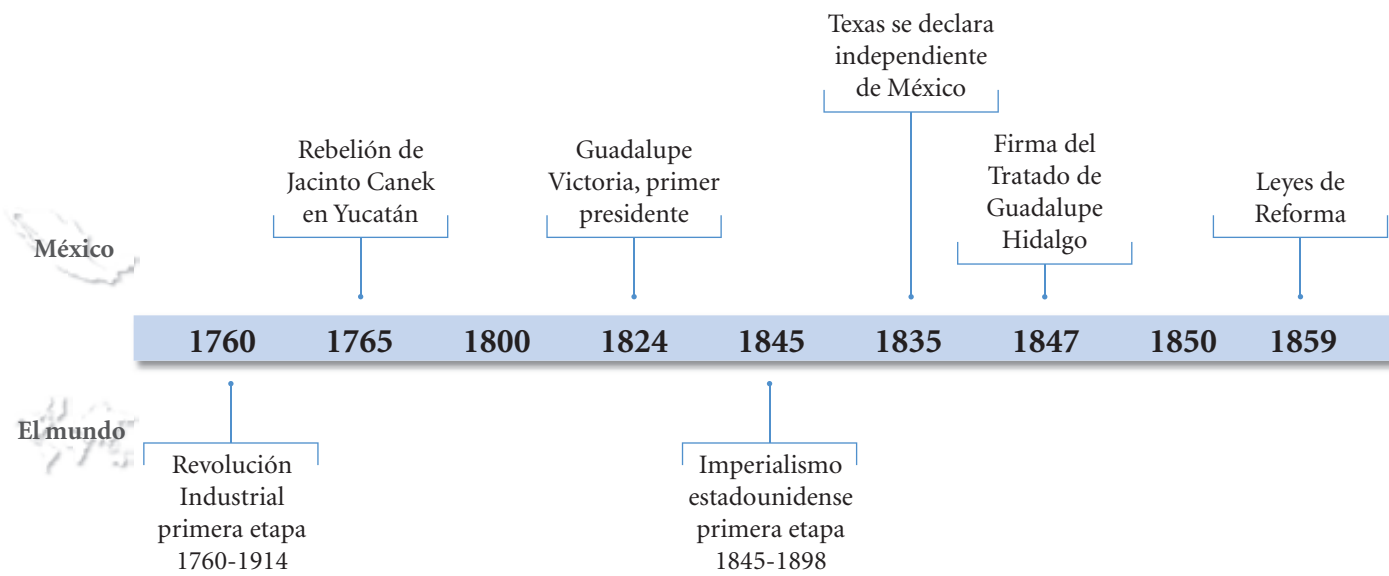 Texas se declara
independiente
de México
Rebelión de
Jacinto Canek
en Yucatán
Guadalupe
Victoria, primer
presidente
Firma del
Tratado de
Guadalupe
Hidalgo
Leyes de
Reforma
México
1760 1765 1800 1824 1845 1835 1847 1850 1859
El mundo
Revolución
Industrial
primera etapa
1760-1914
Imperialismo
estadounidense
primera etapa
1845-1898